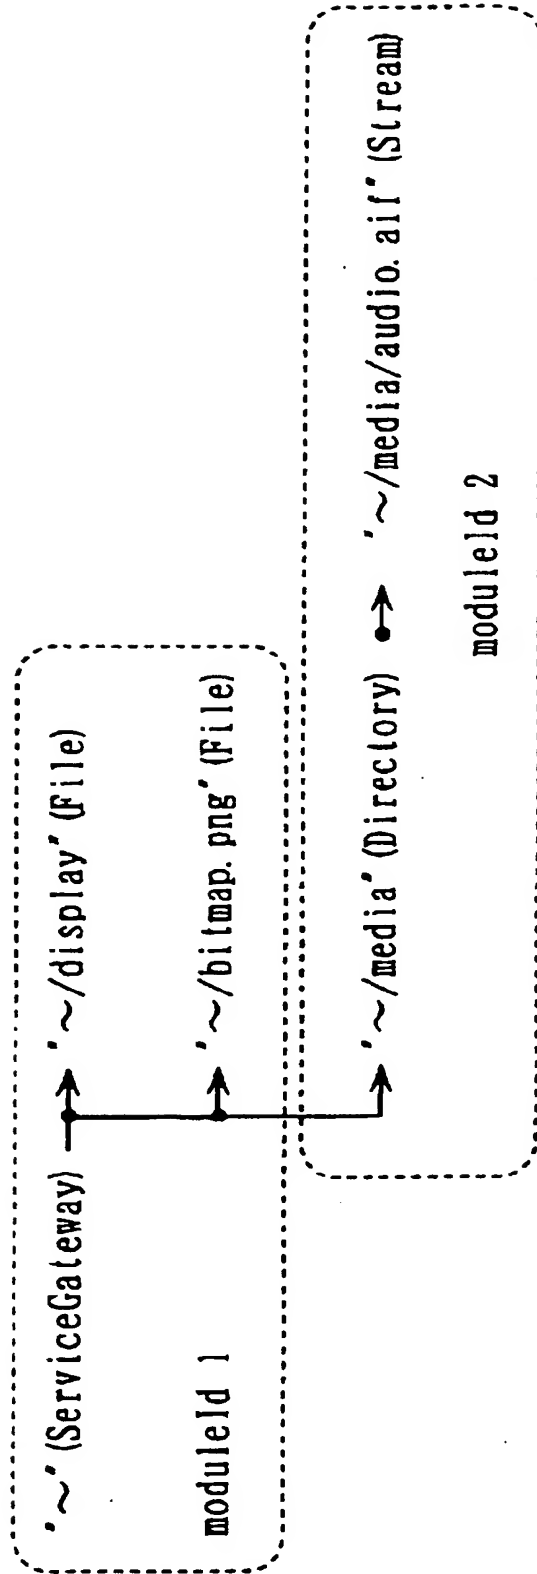 "~" (ServiceGateway)
"~/display" (File)
"~/bitmap.png" (File)
moduleId 1
"~/media" (Directory)
"~/media/audio.aif" (Stream)
moduleId 2